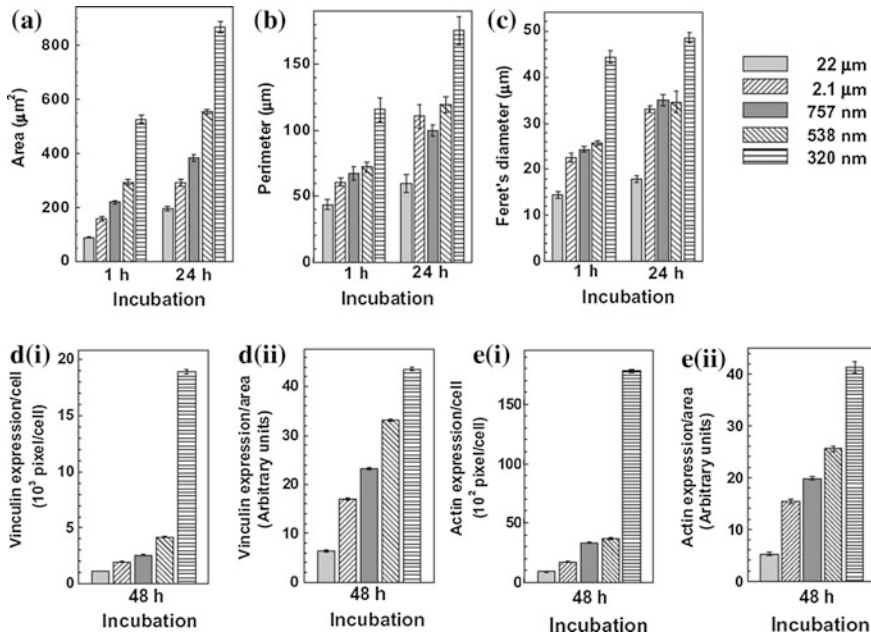 (a)
Area (µm²)
800
600
400
200
0
1 h
24 h
Incubation
(b)
Perimeter (µm)
150
100
50
0
1 h
24 h
Incubation
(c)
Feret's diameter (µm)
50
40
30
20
10
0
1 h
24 h
Incubation
22 µm
2.1 µm
757 nm
538 nm
320 nm
d(i)
Vinculin expression/cell
(10³ pixel/cell)
20
15
10
5
0
48 h
Incubation
d(ii)
Vinculin expression/area
(Arbitrary units)
40
30
20
10
0
48 h
Incubation
e(i)
Actin expression/cell
(10² pixel/cell)
150
100
50
0
48 h
Incubation
e(ii)
Actin expression/area
(Arbitrary units)
40
30
20
10
0
48 h
Incubation